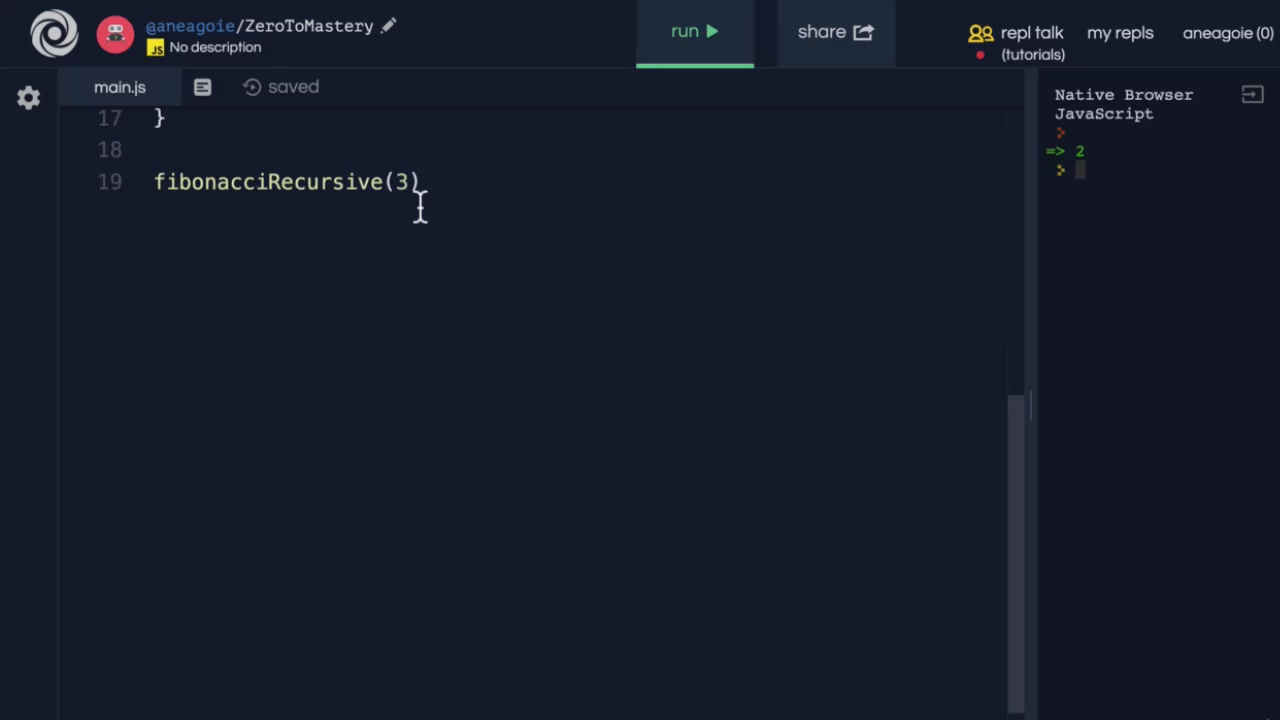 @aneagoie/ZeroToMastery
JS No description
run
share
repl talk
(tutorials)
my repls
aneagoie (0)
main.js
saved
17 }
18
19 fibonacciRecursive(3)
Native Browser
JavaScript
>
=> 2
>